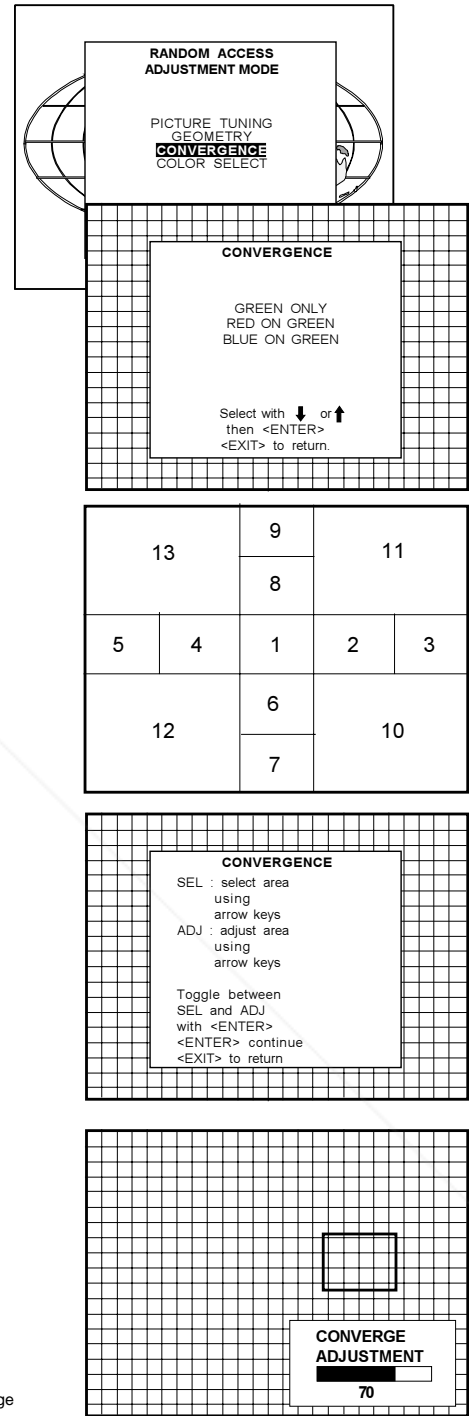 RANDOM ACCESS
ADJUSTMENT MODE
PICTURE TUNING
GEOMETRY
CONVERGENCE
COLOR SELECT
CONVERGENCE
GREEN ONLY
RED ON GREEN
BLUE ON GREEN
Select with ⬇ or ⬆
then <ENTER>
<EXIT> to return.
13 9 11
8
5 4 1 2 3
12 6 10
7
CONVERGENCE
SEL : select area
using
arrow keys
ADJ : adjust area
using
arrow keys
Toggle between
SEL and ADJ
with <ENTER>
<ENTER> continue
<EXIT> to return
CONVERGE
ADJUSTMENT
70